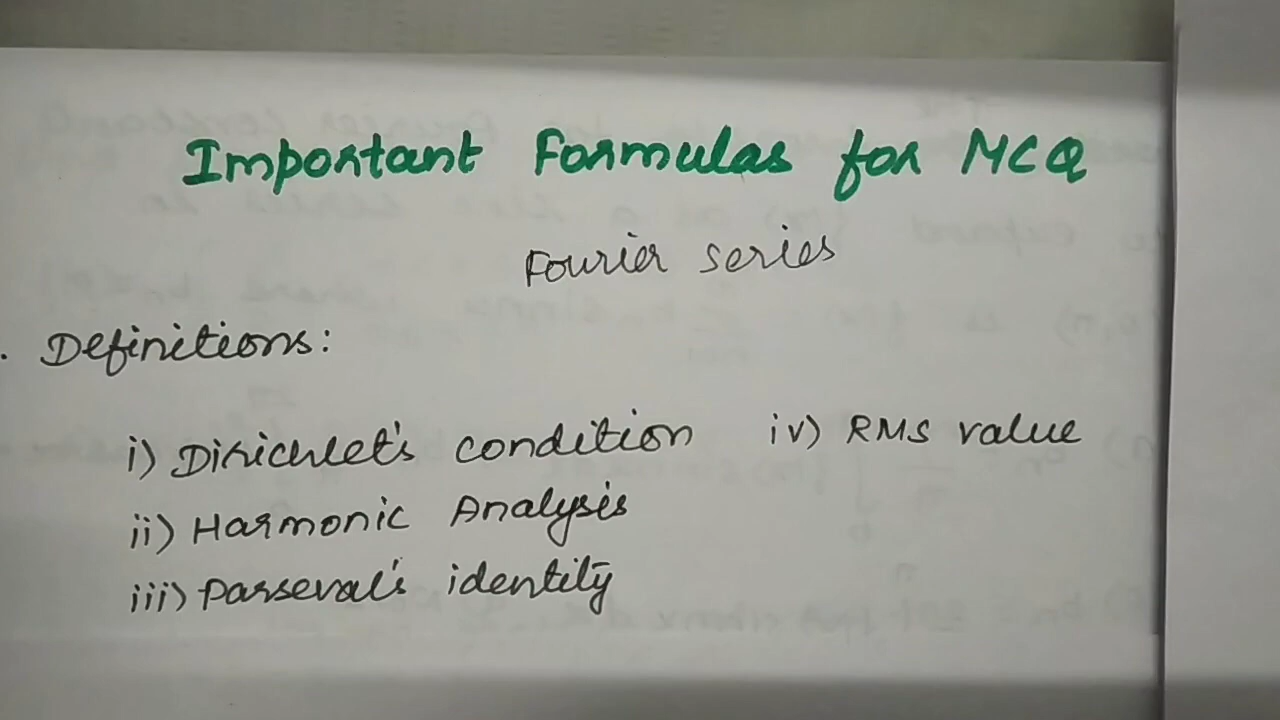 Important Formulas for MCQ
Fourier series
. Definitions:
i) Dirichlet's condition iv) RMS value
ii) Harmonic Analysis
iii) Parseval's identity